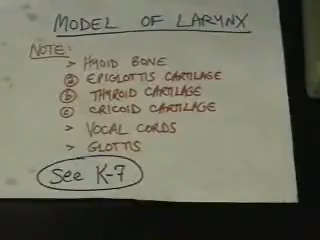 MODEL OF LARYNX
NOTE:
> HYOID BONE
ⓐ EPIGLOTTIS CARTILAGE
ⓑ THYROID CARTILAGE
ⓒ CRICOID CARTILAGE
> VOCAL CORDS
> GLOTTIS
See K-7